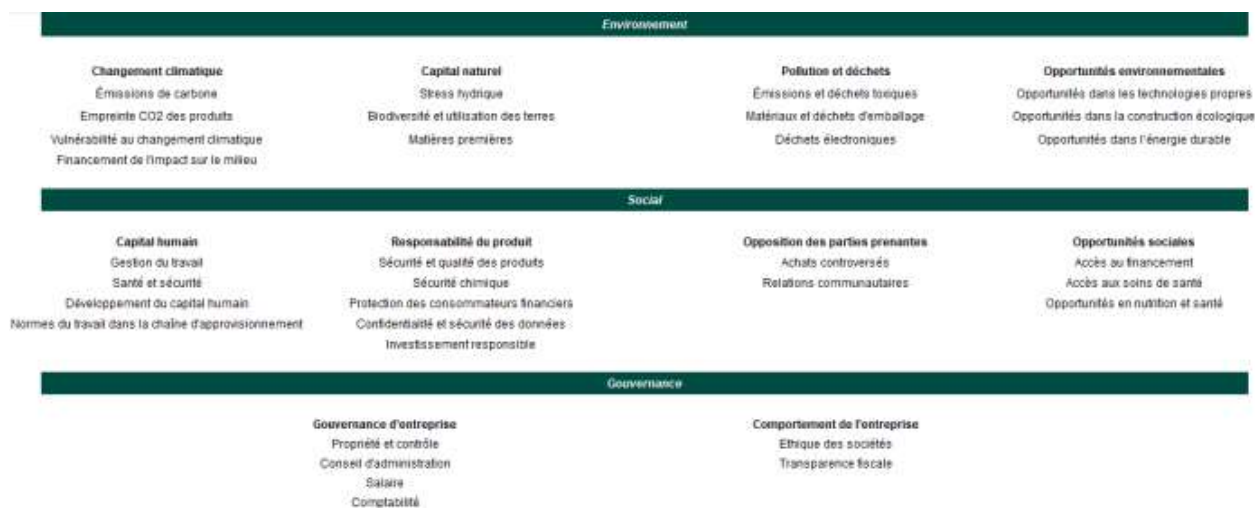 Environnement
Changement climatique
Émissions de carbone
Empreinte CO2 des produits
Vulnérabilité au changement climatique
Financement de l'impact sur le milieu
Capital naturel
Stress hydrique
Biodiversité et utilisation des terres
Matières premières
Pollution et déchets
Émissions et déchets toxiques
Matériaux et déchets d'emballage
Déchets électroniques
Opportunités environnementales
Opportunités dans les technologies propres
Opportunités dans la construction écologique
Opportunités dans l'énergie durable
Social
Capital humain
Gestion du travail
Santé et sécurité
Développement du capital humain
Normes du travail dans la chaîne d'approvisionnement
Responsabilité du produit
Sécurité et qualité des produits
Sécurité chimique
Protection des consommateurs financiers
Confidentialité et sécurité des données
Investissement responsible
Opposition des parties prenantes
Achats controversés
Relations communautaires
Opportunités sociales
Accès au financement
Accès aux soins de santé
Opportunités en nutrition et santé
Gouvernance
Gouvernance d'entreprise
Propriété et contrôle
Conseil d'administration
Salaire
Comptabilité
Comportement de l'entreprise
Ethique des sociétés
Transparence fiscale